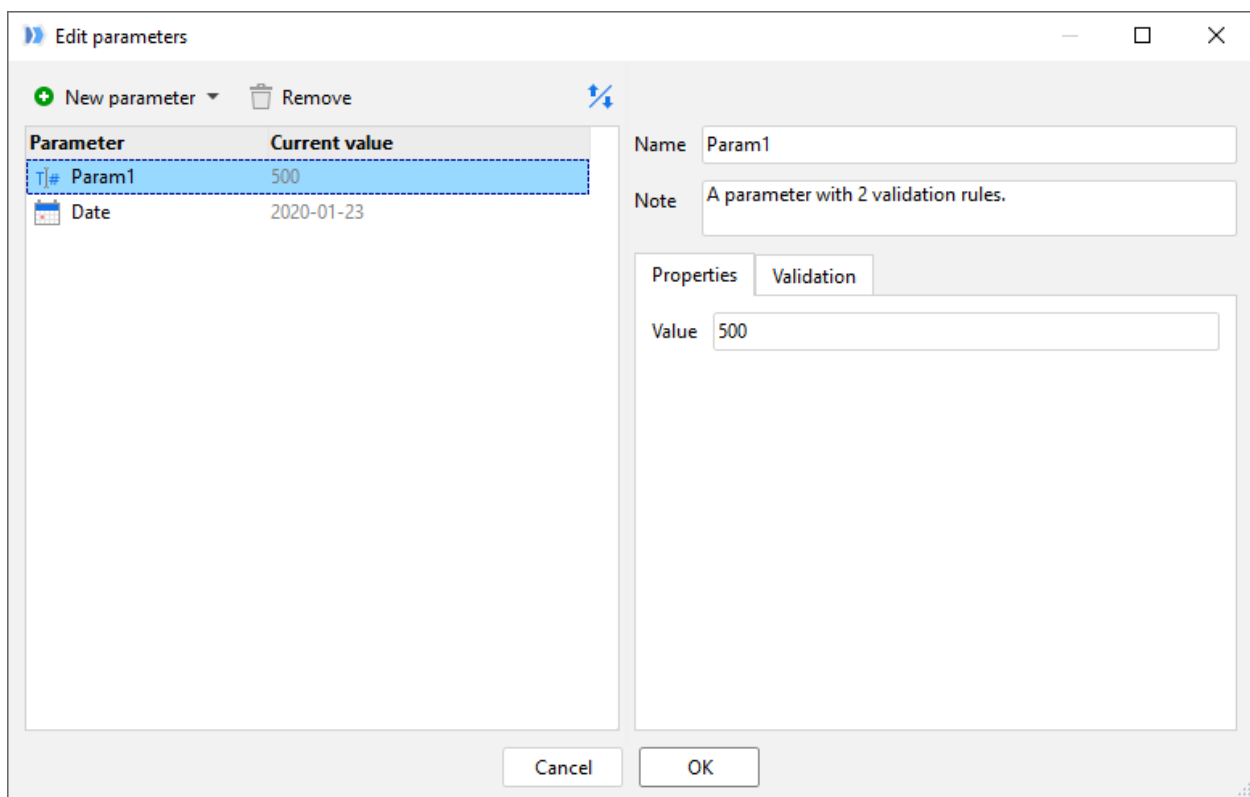 Edit parameters
New parameter Remove
Parameter Current value
T# Param1 500
Date 2020-01-23
Name Param1
Note A parameter with 2 validation rules.
Properties Validation
Value 500
Cancel OK